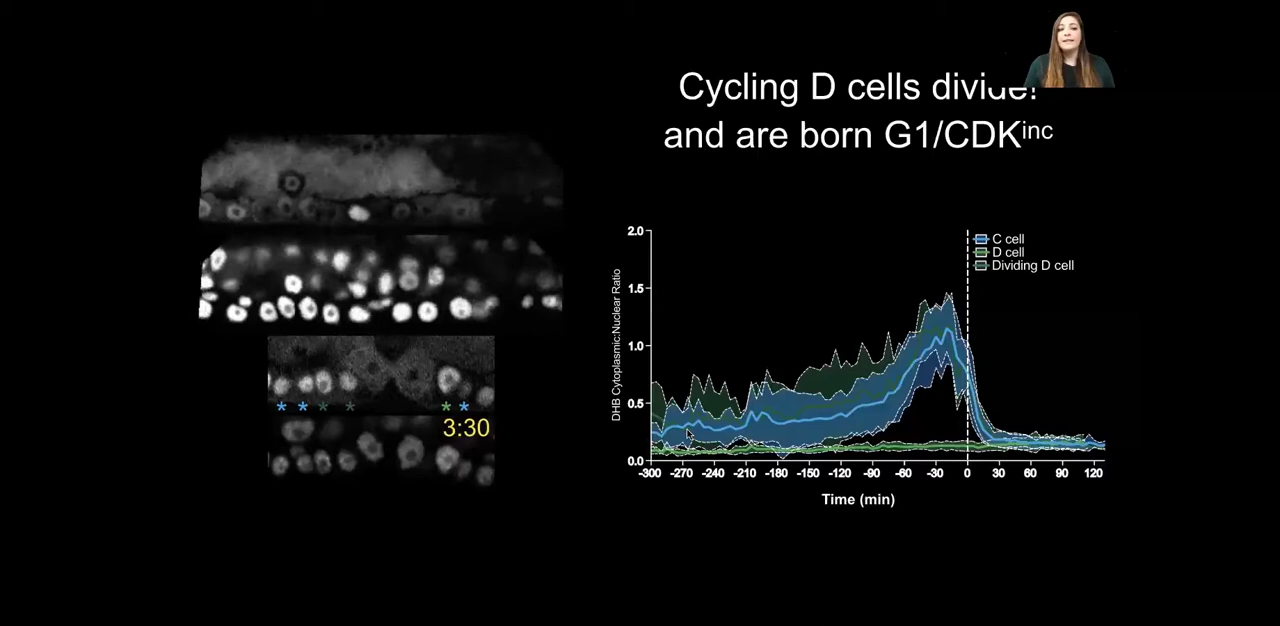 Cycling D cells divide!
and are born G1/CDKinc
2.0
1.5
1.0
0.5
0.0
DHB Cytoplasmic:Nuclear Ratio
C cell
D cell
Dividing D cell
-300 -270 -240 -210 -180 -150 -120 -90 -60 -30 0 30 60 90 120
Time (min)
* * * * * *
3:30